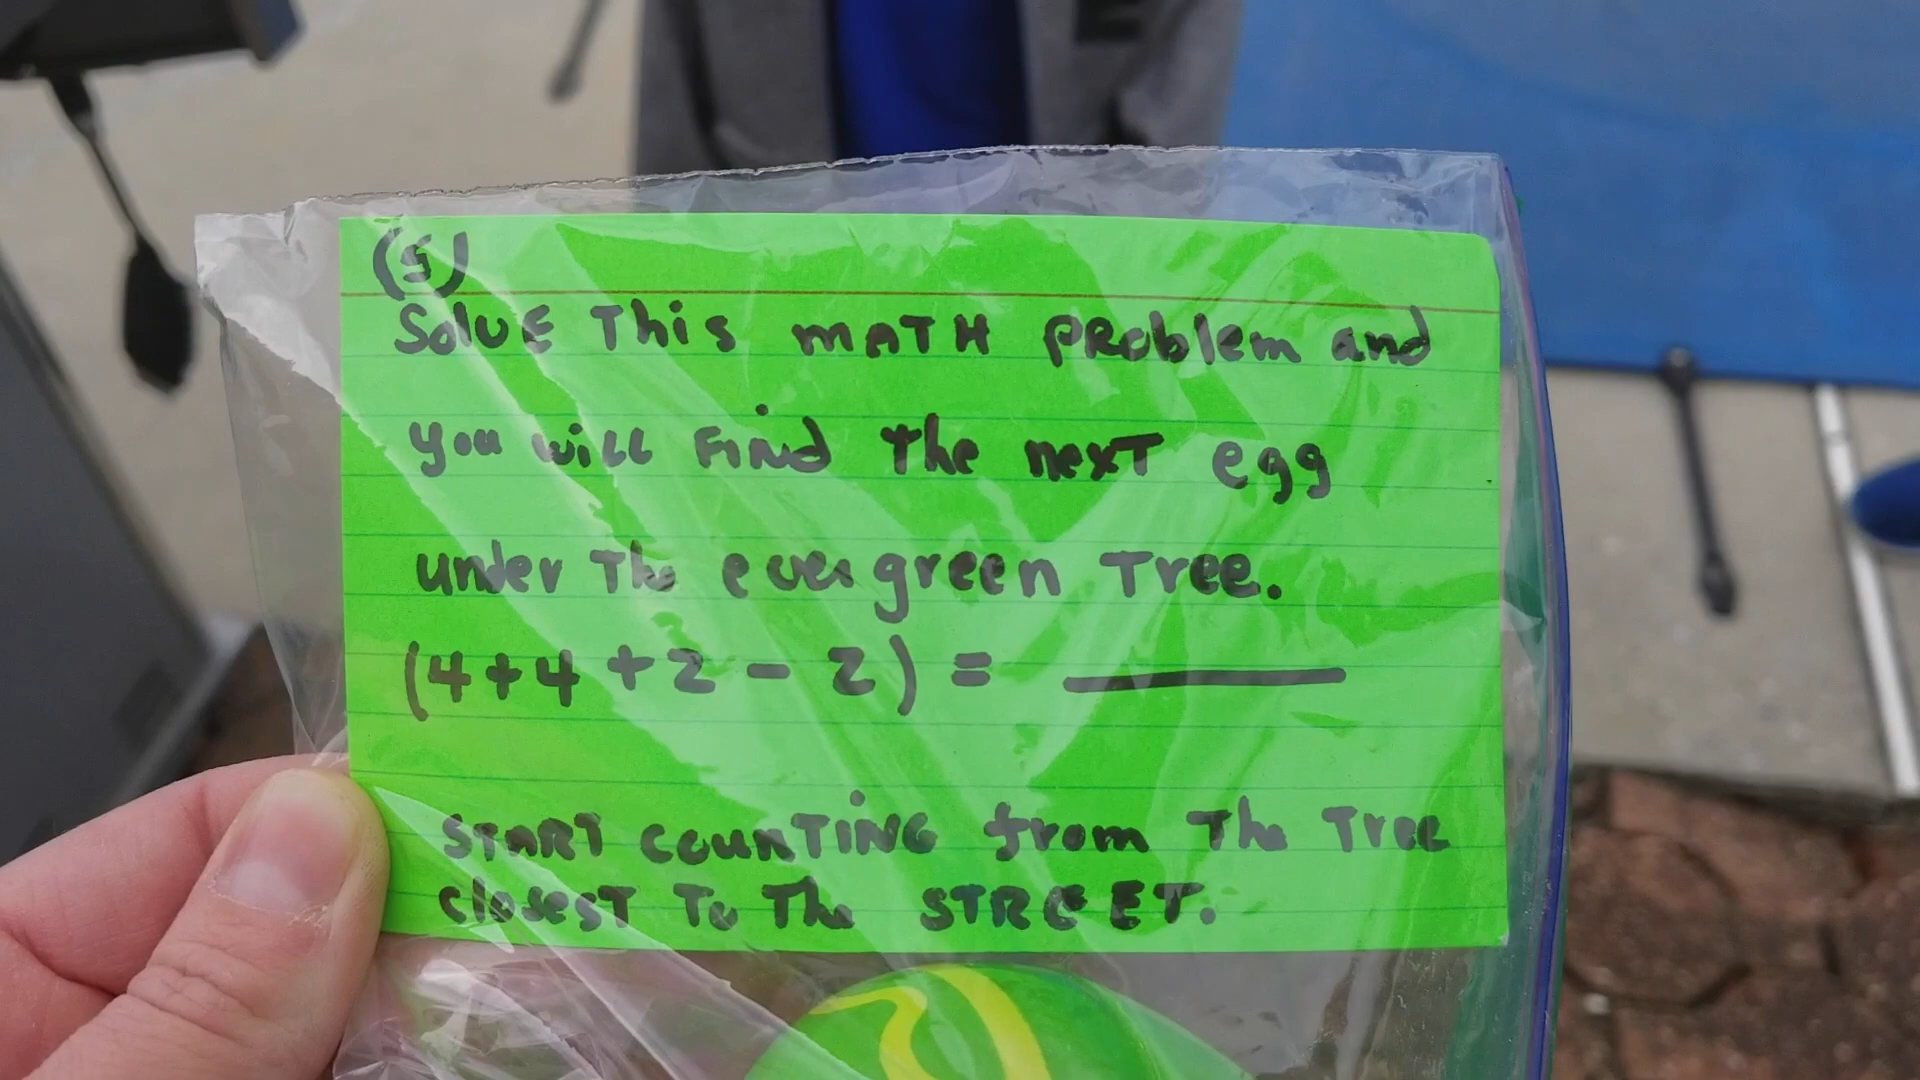 (5)
Solve This MATH PRoblem and
you will Find the next egg
under The evergreen Tree.
(4+4+2-2) = ____
START COUNTING from The Tree
closest To The STREET.